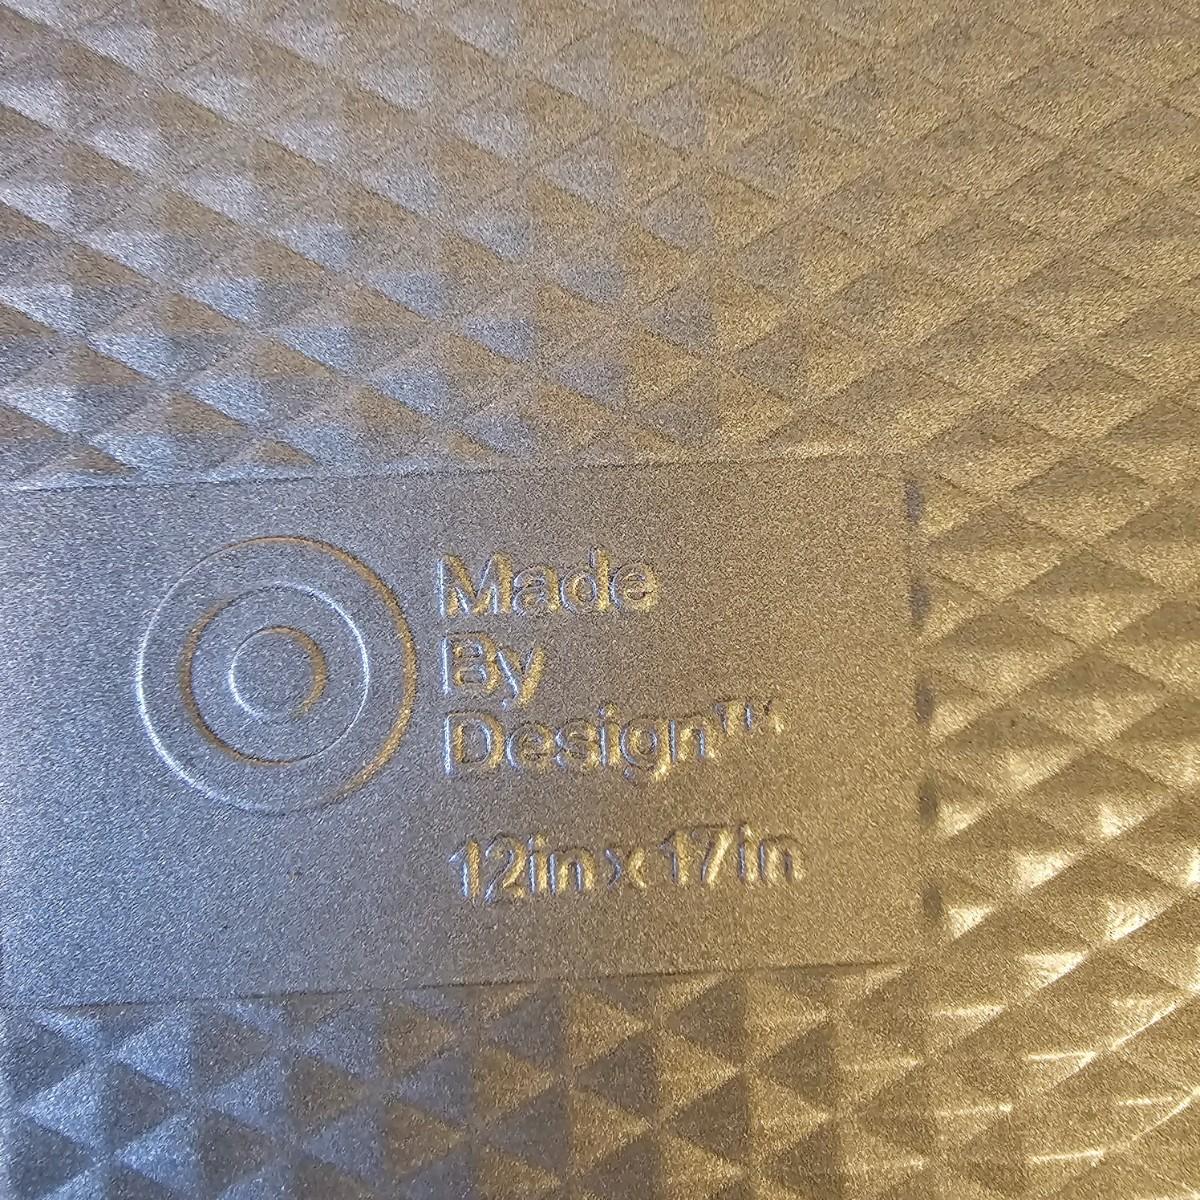 Made
By
Design™
12in x 17in